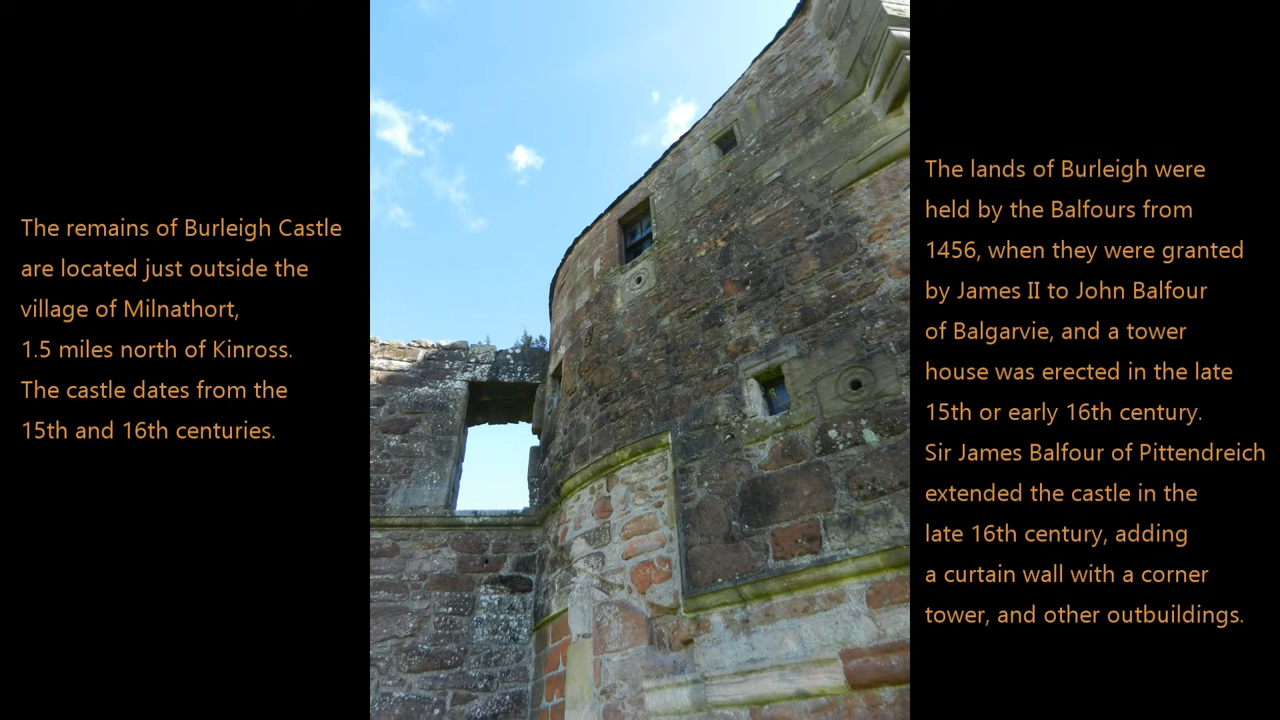 The remains of Burleigh Castle
are located just outside the
village of Milnathort,
1.5 miles north of Kinross.
The castle dates from the
15th and 16th centuries.
The lands of Burleigh were
held by the Balfours from
1456, when they were granted
by James II to John Balfour
of Balgarvie, and a tower
house was erected in the late
15th or early 16th century.
Sir James Balfour of Pittendreich
extended the castle in the
late 16th century, adding
a curtain wall with a corner
tower, and other outbuildings.